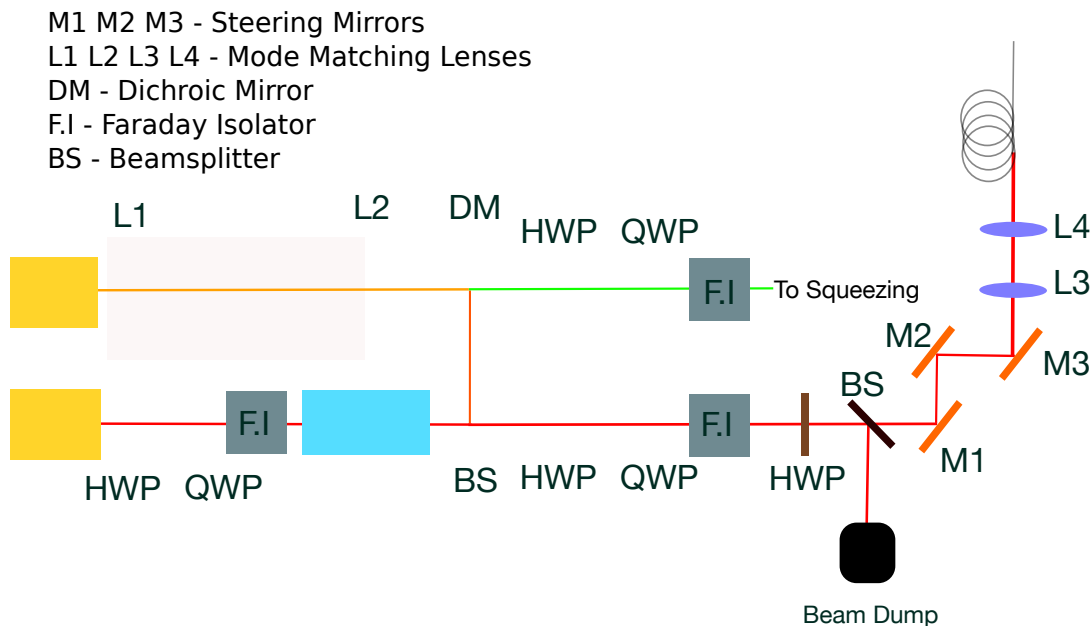 M1 M2 M3 - Steering Mirrors
L1 L2 L3 L4 - Mode Matching Lenses
DM - Dichroic Mirror
F.I - Faraday Isolator
BS - Beamsplitter
L1
L2
DM
HWP
QWP
L4
L3
F.I
To Squeezing
M2
M3
BS
F.I
F.I
M1
HWP
QWP
BS
HWP
QWP
HWP
Beam Dump